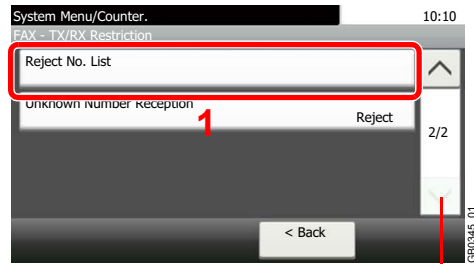 System Menu/Counter.
10:10
FAX - TX/RX Restriction
Reject No. List
Unknown Number Reception
Reject
1
2/2
< Back
GB0345_01